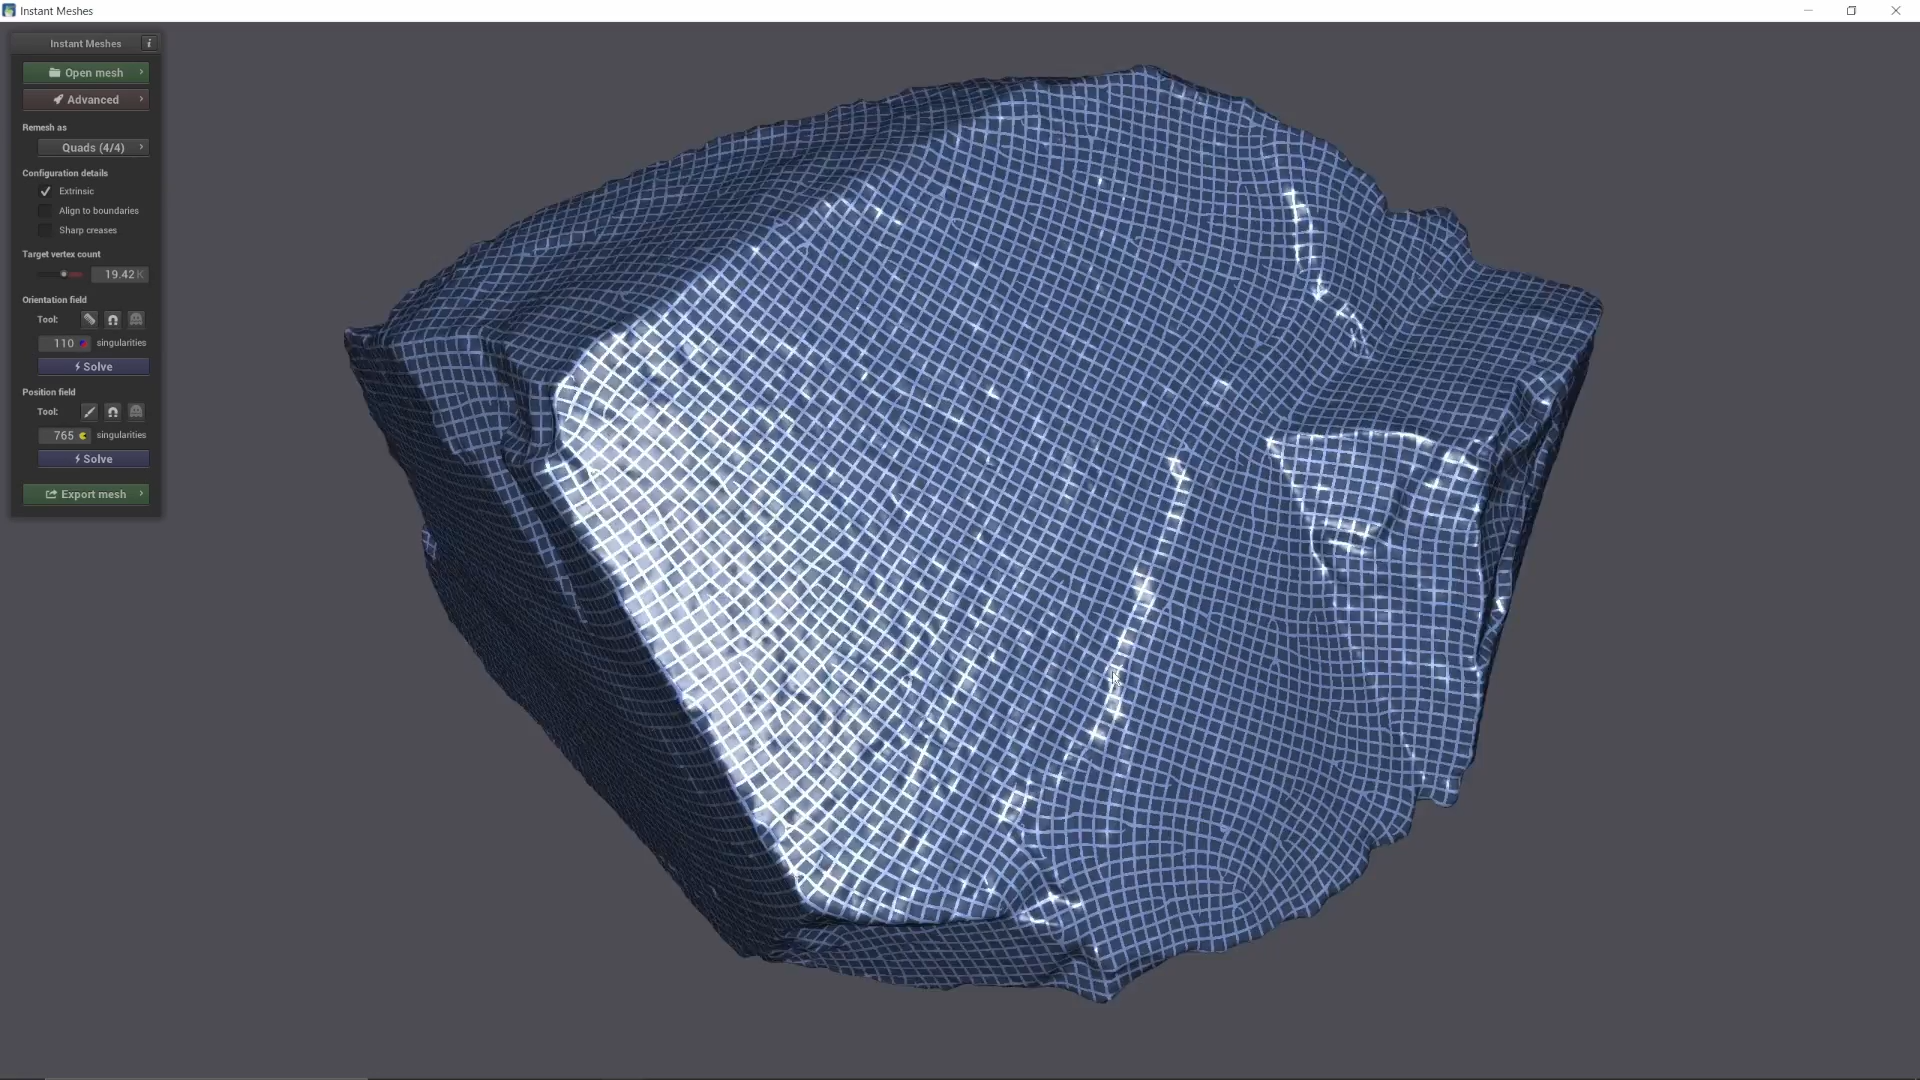 Instant Meshes
Instant Meshes i
Open mesh
Advanced
Remesh as
Quads (4/4)
Configuration details
Extrinsic
Align to boundaries
Sharp creases
Target vertex count
19.42 K
Orientation field
Tool:
110 singularities
Solve
Position field
Tool:
765 singularities
Solve
Export mesh